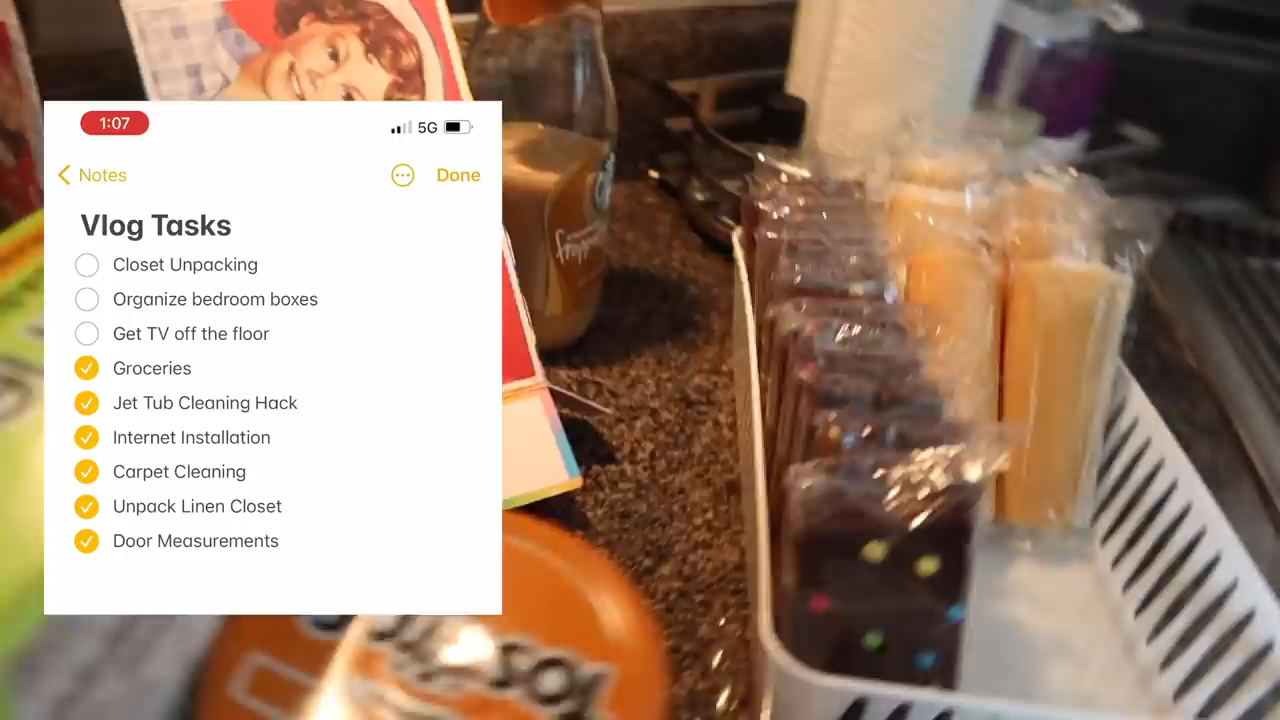 1:07
5G
Notes
Done
Vlog Tasks
Closet Unpacking
Organize bedroom boxes
Get TV off the floor
Groceries
Jet Tub Cleaning Hack
Internet Installation
Carpet Cleaning
Unpack Linen Closet
Door Measurements